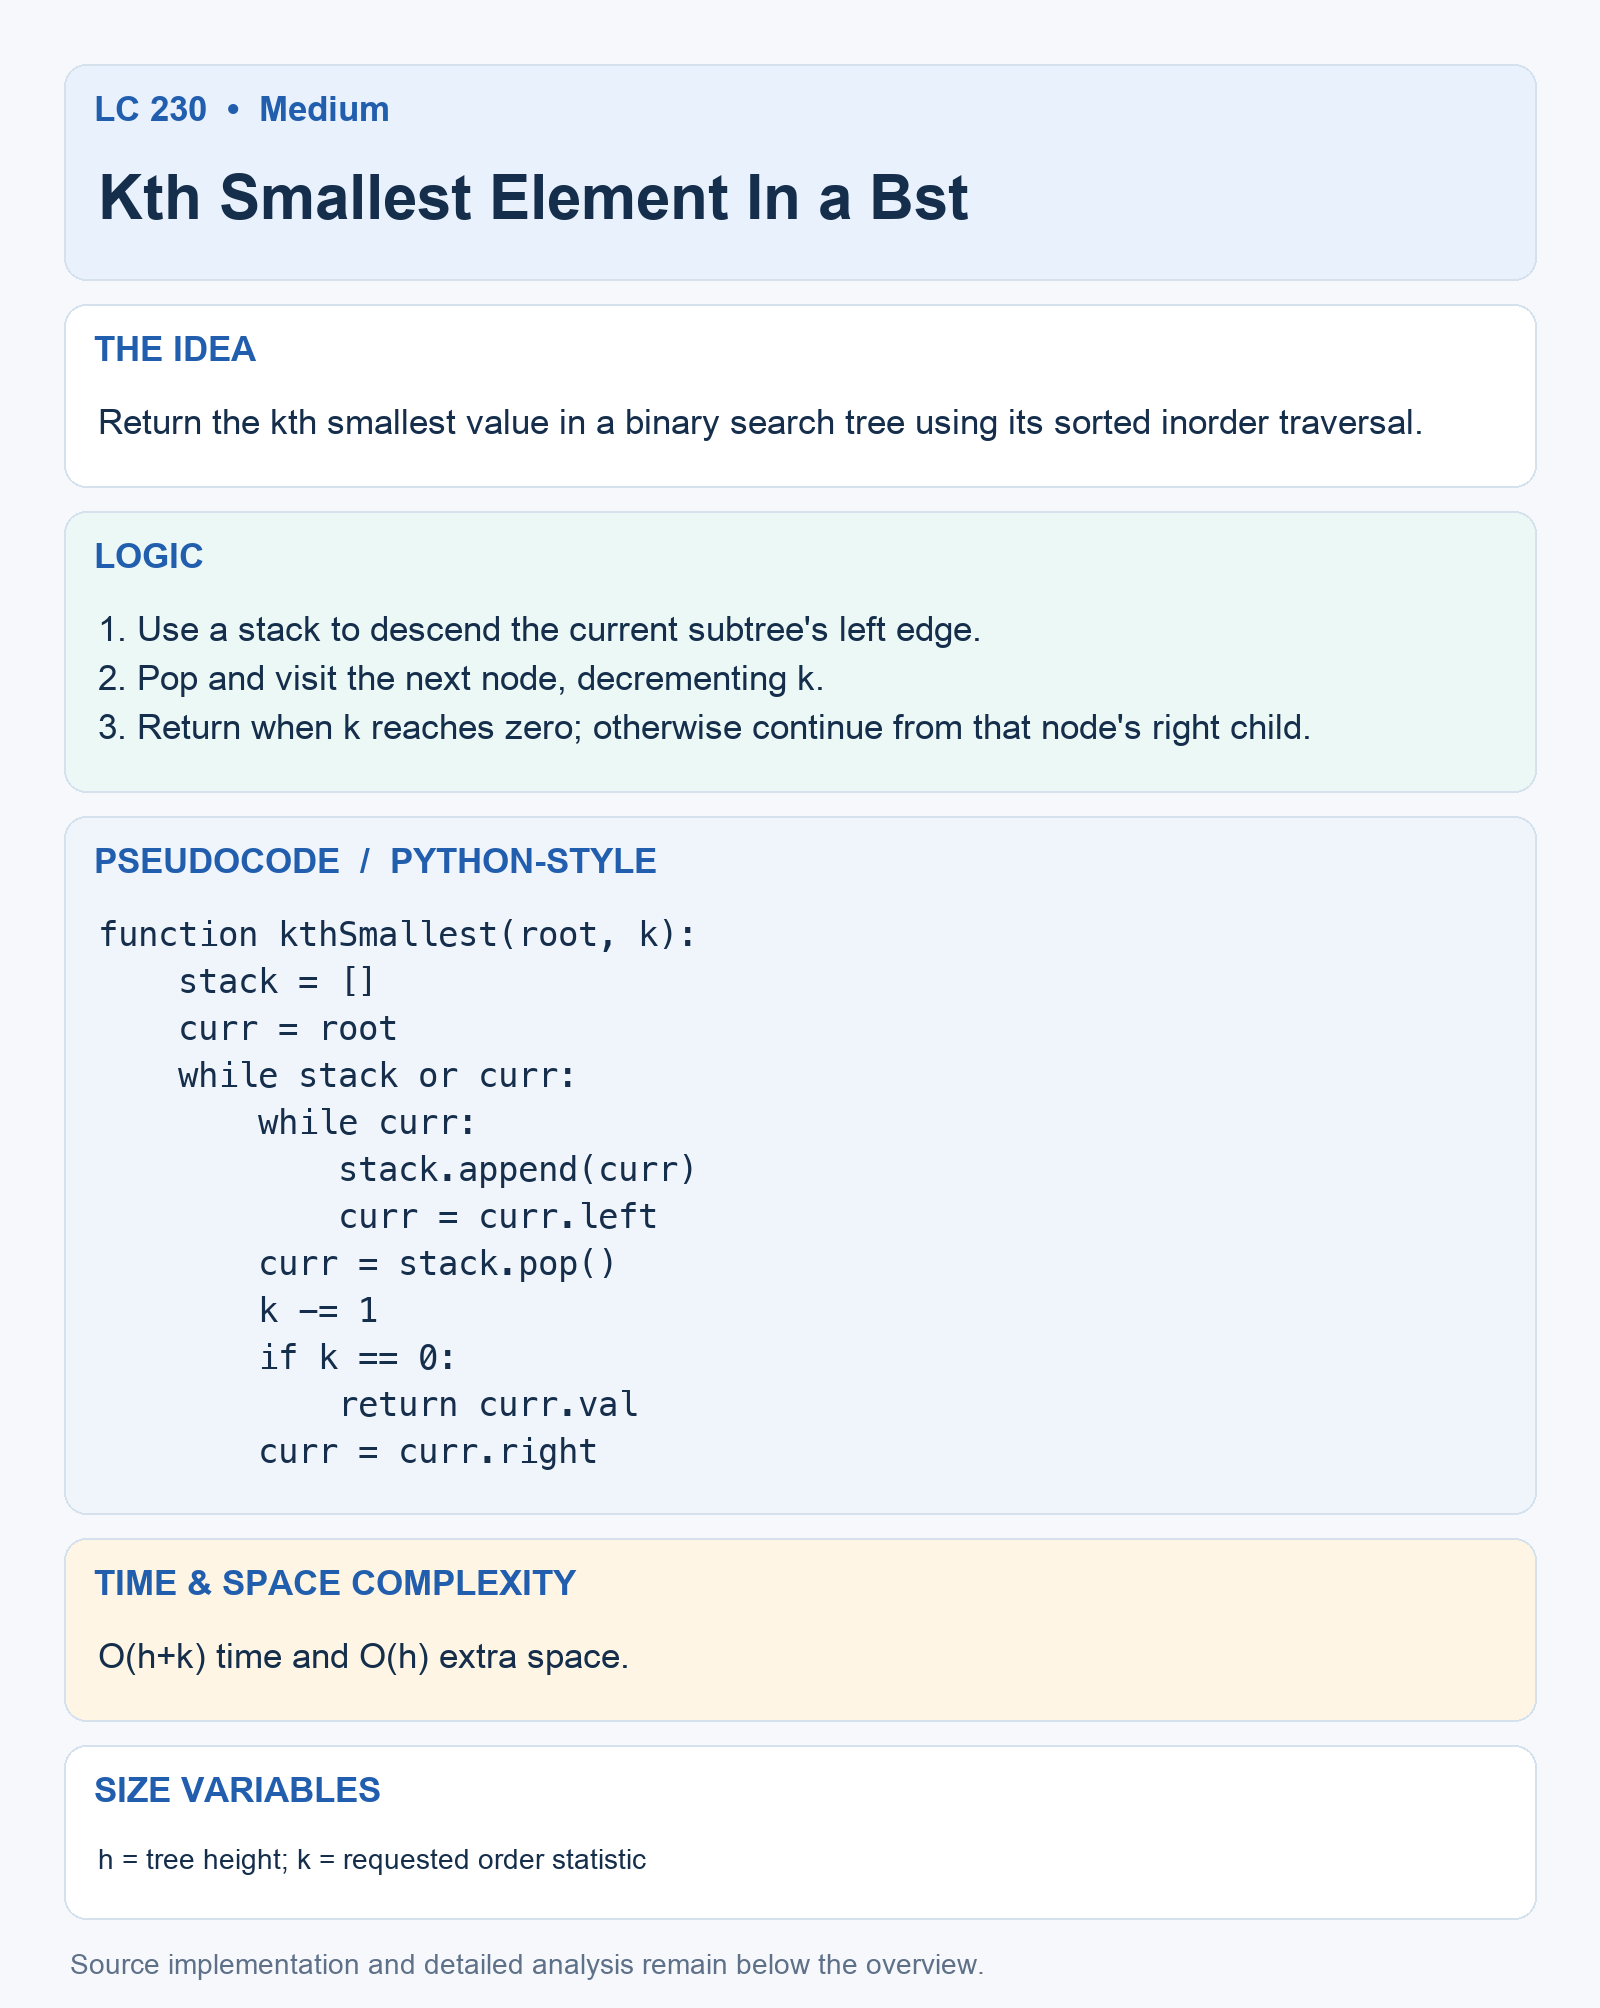 LC 230 • Medium
Kth Smallest Element In a Bst
THE IDEA
Return the kth smallest value in a binary search tree using its sorted inorder traversal.
LOGIC
1. Use a stack to descend the current subtree's left edge.
2. Pop and visit the next node, decrementing k.
3. Return when k reaches zero; otherwise continue from that node's right child.
PSEUDOCODE / PYTHON-STYLE
function kthSmallest(root, k):
    stack = []
    curr = root
    while stack or curr:
        while curr:
            stack.append(curr)
            curr = curr.left
        curr = stack.pop()
        k -= 1
        if k == 0:
            return curr.val
        curr = curr.right
TIME & SPACE COMPLEXITY
O(h+k) time and O(h) extra space.
SIZE VARIABLES
h = tree height; k = requested order statistic
Source implementation and detailed analysis remain below the overview.